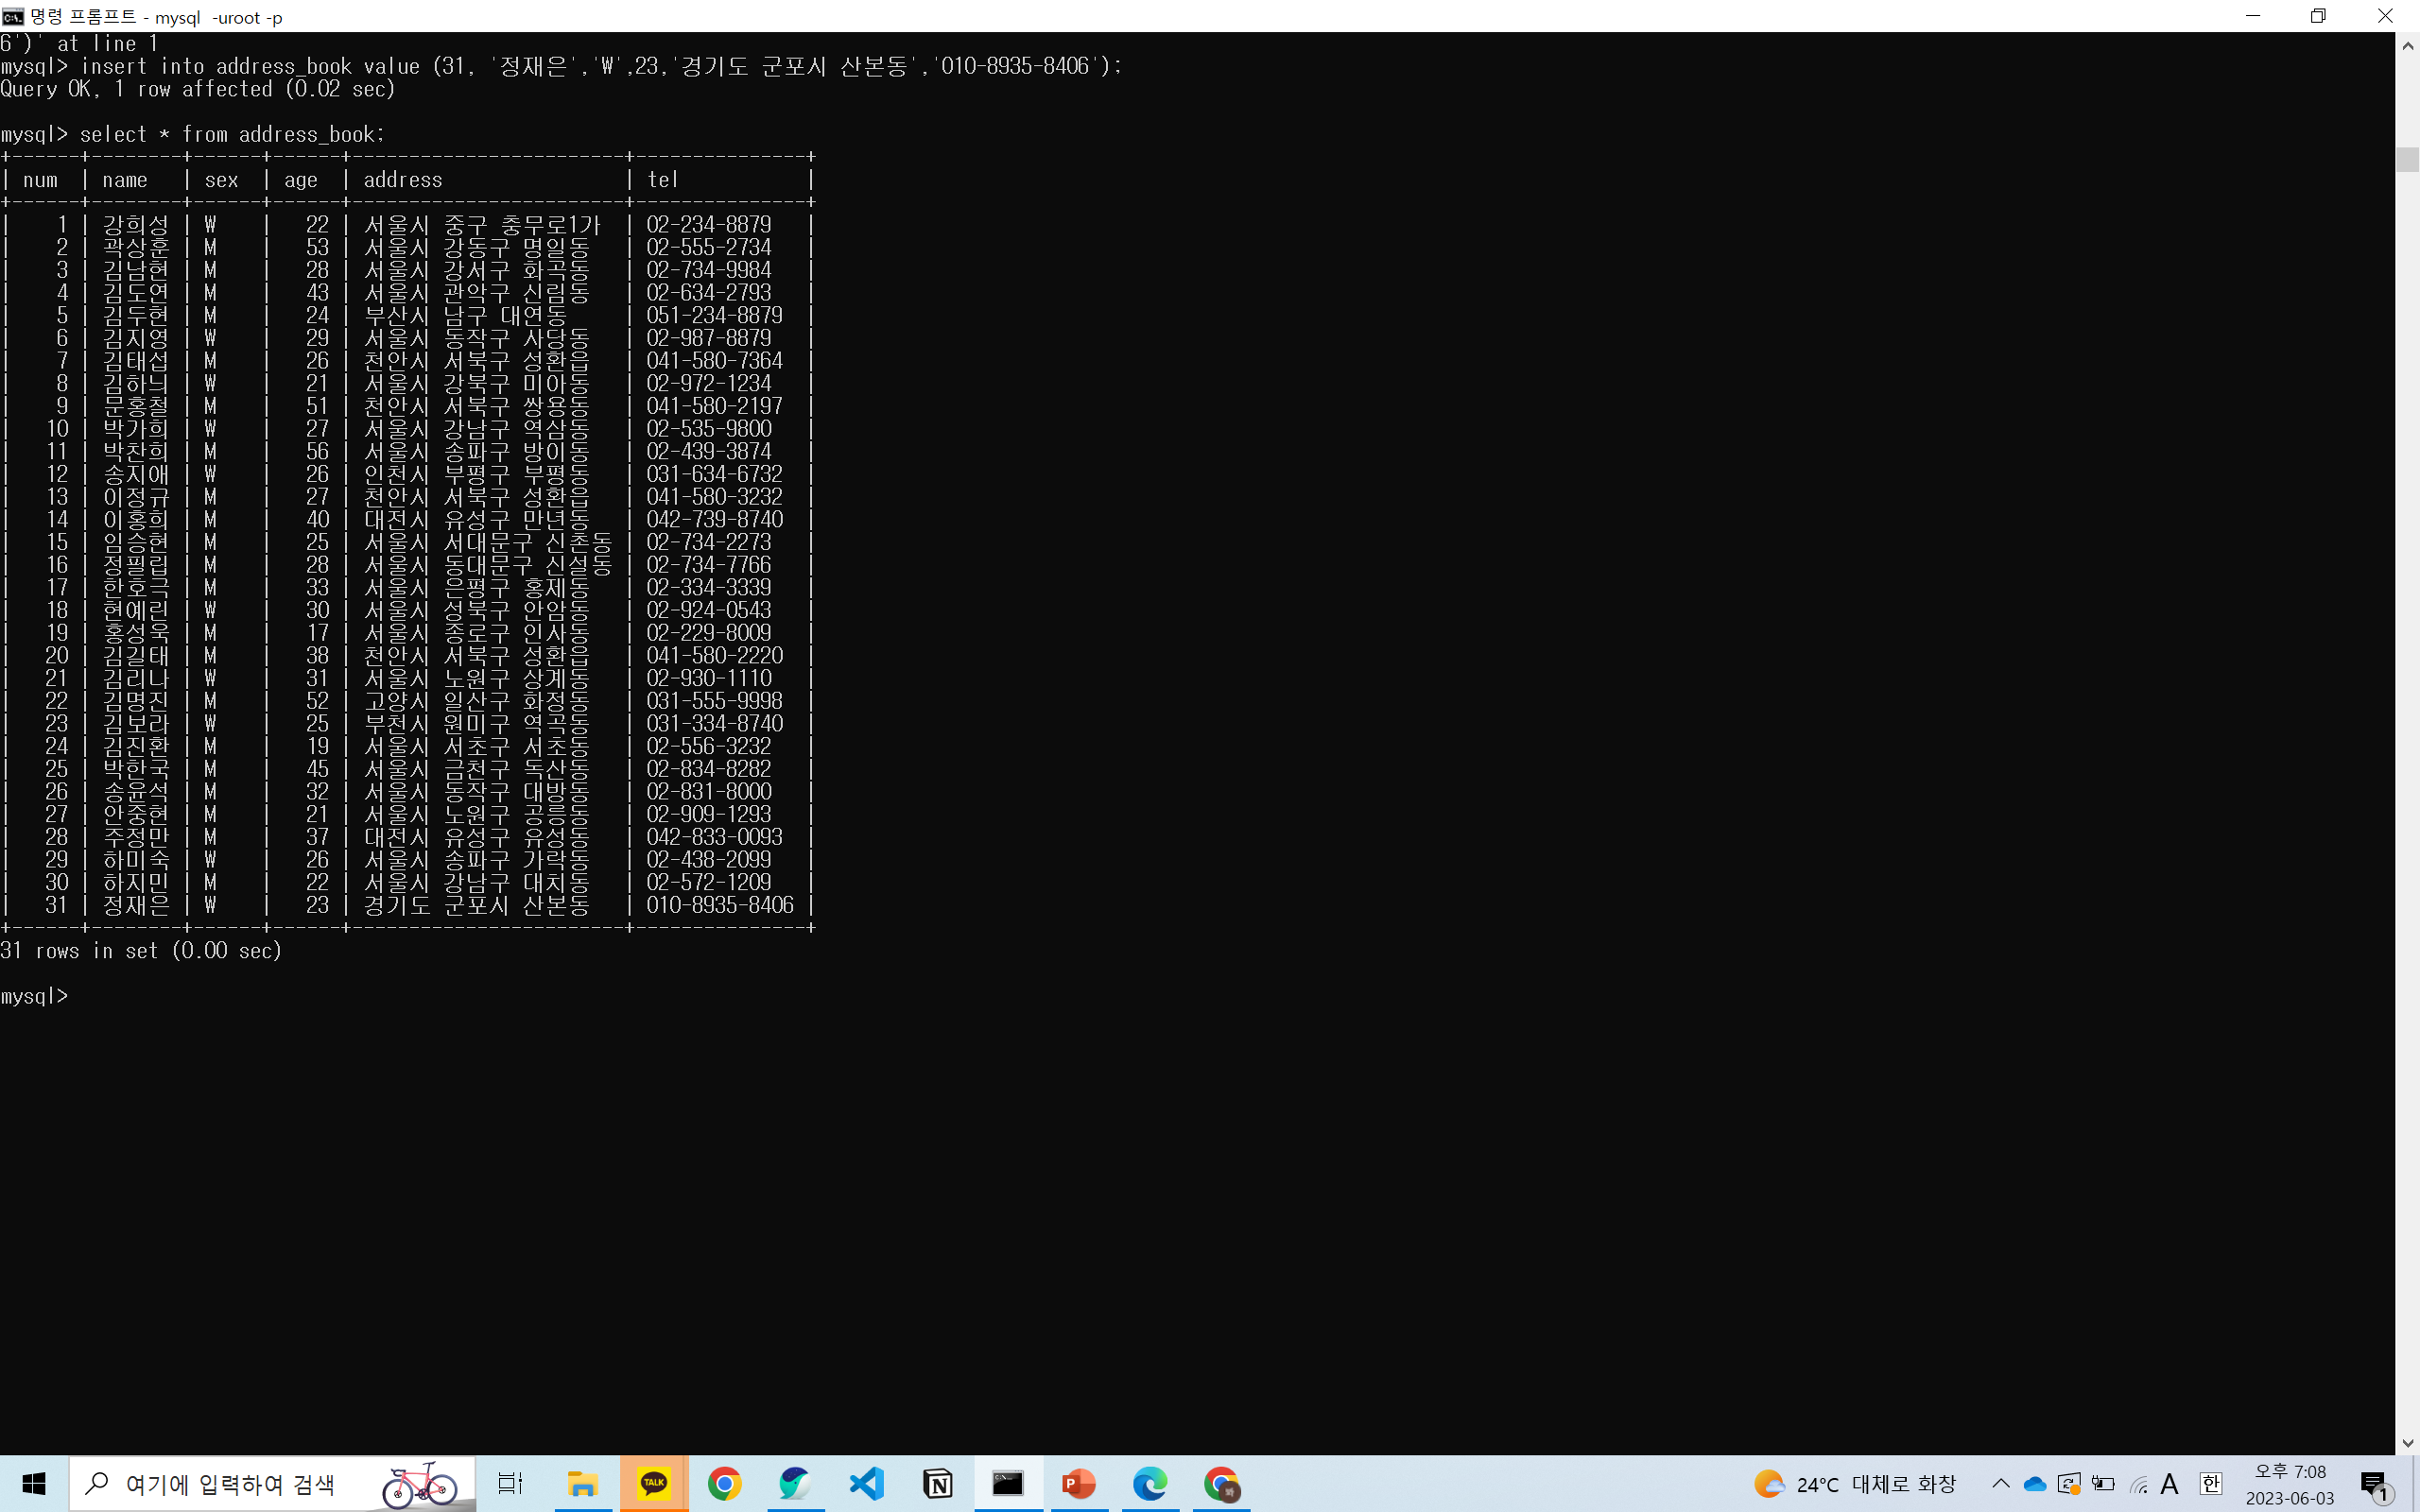 명령 프롬프트 - mysql  -uroot -p
6')' at line 1
mysql> insert into address_book value (31, '정재은','W',23,'경기도 군포시 산본동','010-8935-8406');
Query OK, 1 row affected (0.02 sec)
mysql> select * from address_book;
+------+--------+------+------+------------------------+---------------+
| num  | name   | sex  | age  | address                | tel           |
+------+--------+------+------+------------------------+---------------+
|    1 | 강희성 | W    |   22 | 서울시 중구 충무로1가  | 02-234-8879   |
|    2 | 곽상훈 | M    |   53 | 서울시 강동구 명일동   | 02-555-2734   |
|    3 | 김남현 | M    |   28 | 서울시 강서구 화곡동   | 02-734-9984   |
|    4 | 김도연 | M    |   43 | 서울시 관악구 신림동   | 02-634-2793   |
|    5 | 김두현 | M    |   24 | 부산시 남구 대연동     | 051-234-8879  |
|    6 | 김지영 | W    |   29 | 서울시 동작구 사당동   | 02-987-8879   |
|    7 | 김태섭 | M    |   26 | 천안시 서북구 성환읍   | 041-580-7364  |
|    8 | 김하늬 | W    |   21 | 서울시 강북구 미아동   | 02-972-1234   |
|    9 | 문홍철 | M    |   51 | 천안시 서북구 쌍용동   | 041-580-2197  |
|   10 | 박가희 | W    |   27 | 서울시 강남구 역삼동   | 02-535-9800   |
|   11 | 박찬희 | M    |   56 | 서울시 송파구 방이동   | 02-439-3874   |
|   12 | 송지애 | W    |   26 | 인천시 부평구 부평동   | 031-634-6732  |
|   13 | 이정규 | M    |   27 | 천안시 서북구 성환읍   | 041-580-3232  |
|   14 | 이홍희 | M    |   40 | 대전시 유성구 만년동   | 042-739-8740  |
|   15 | 임승현 | M    |   25 | 서울시 서대문구 신촌동 | 02-734-2273   |
|   16 | 정필립 | M    |   28 | 서울시 동대문구 신설동 | 02-734-7766   |
|   17 | 한호극 | M    |   33 | 서울시 은평구 홍제동   | 02-334-3339   |
|   18 | 현예린 | W    |   30 | 서울시 성북구 안암동   | 02-924-0543   |
|   19 | 홍성욱 | M    |   17 | 서울시 종로구 인사동   | 02-229-8009   |
|   20 | 김길태 | M    |   38 | 천안시 서북구 성환읍   | 041-580-2220  |
|   21 | 김리나 | W    |   31 | 서울시 노원구 상계동   | 02-930-1110   |
|   22 | 김명진 | M    |   52 | 고양시 일산구 화정동   | 031-555-9998  |
|   23 | 김보라 | W    |   25 | 부천시 원미구 역곡동   | 031-334-8740  |
|   24 | 김진환 | M    |   19 | 서울시 서초구 서초동   | 02-556-3232   |
|   25 | 박한국 | M    |   45 | 서울시 금천구 독산동   | 02-834-8282   |
|   26 | 송윤석 | M    |   32 | 서울시 동작구 대방동   | 02-831-8000   |
|   27 | 안중현 | M    |   21 | 서울시 노원구 공릉동   | 02-909-1293   |
|   28 | 주정만 | M    |   37 | 대전시 유성구 유성동   | 042-833-0093  |
|   29 | 하미숙 | W    |   26 | 서울시 송파구 가락동   | 02-438-2099   |
|   30 | 하지민 | M    |   22 | 서울시 강남구 대치동   | 02-572-1209   |
|   31 | 정재은 | W    |   23 | 경기도 군포시 산본동   | 010-8935-8406 |
+------+--------+------+------+------------------------+---------------+
31 rows in set (0.00 sec)
mysql>
여기에 입력하여 검색
TALK
24°C 대체로 화창
A
한
오후 7:08
2023-06-03
1